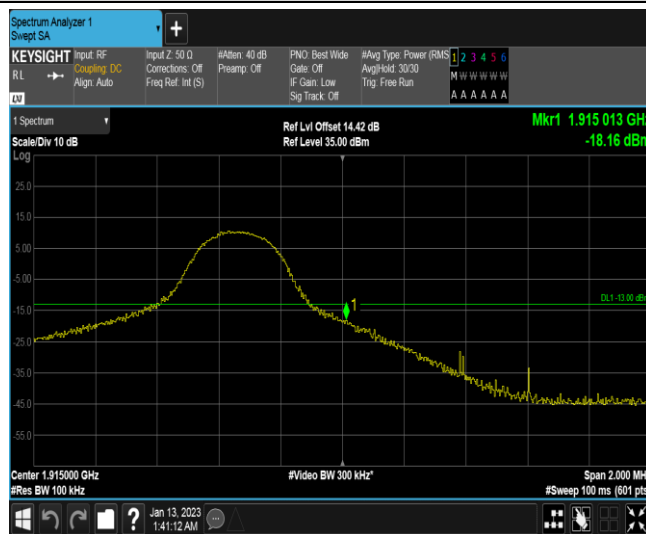 Spectrum Analyzer 1
Swept SA
KEYSIGHT
RL
LXI
Input: RF
Coupling: DC
Align: Auto
Input Z: 50 Ω
Corrections: Off
Freq Ref: Int (S)
#Atten: 40 dB
Preamp: Off
PNO: Best Wide
Gate: Off
IF Gain: Low
Sig Track: Off
#Avg Type: Power (RMS
Avg|Hold: 30/30
Trig: Free Run
1 2 3 4 5 6
M W W W W W
A A A A A A
1 Spectrum
Scale/Div 10 dB
Log
Ref Lvl Offset 14.42 dB
Ref Level 35.00 dBm
Mkr1 1.915 013 GHz
-18.16 dBm
25.0
15.0
5.00
-5.00
-15.0
-25.0
-35.0
-45.0
-55.0
1
DL1 -13.00 dBm
Center 1.915000 GHz
#Res BW 100 kHz
#Video BW 300 kHz*
Span 2.000 MH
#Sweep 100 ms (601 pts
Jan 13, 2023
1:41:12 AM